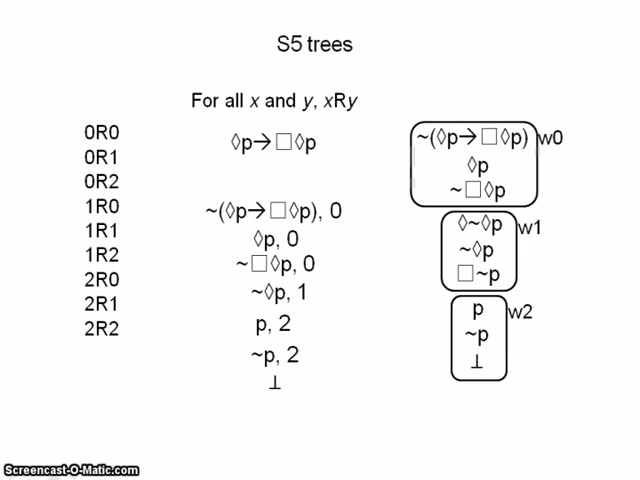 S5 trees
For all x and y, xRy
◊p→□◊p
0R0
0R1
0R2
1R0
1R1
1R2
2R0
2R1
2R2
~(◊p→□◊p), 0
◊p, 0
~□◊p, 0
~◊p, 1
p, 2
~p, 2
⊥
~(◊p→□◊p) w0
◊p
~□◊p
◊~◊p w1
~◊p
□~p
p w2
~p
⊥
Screencast-O-Matic.com